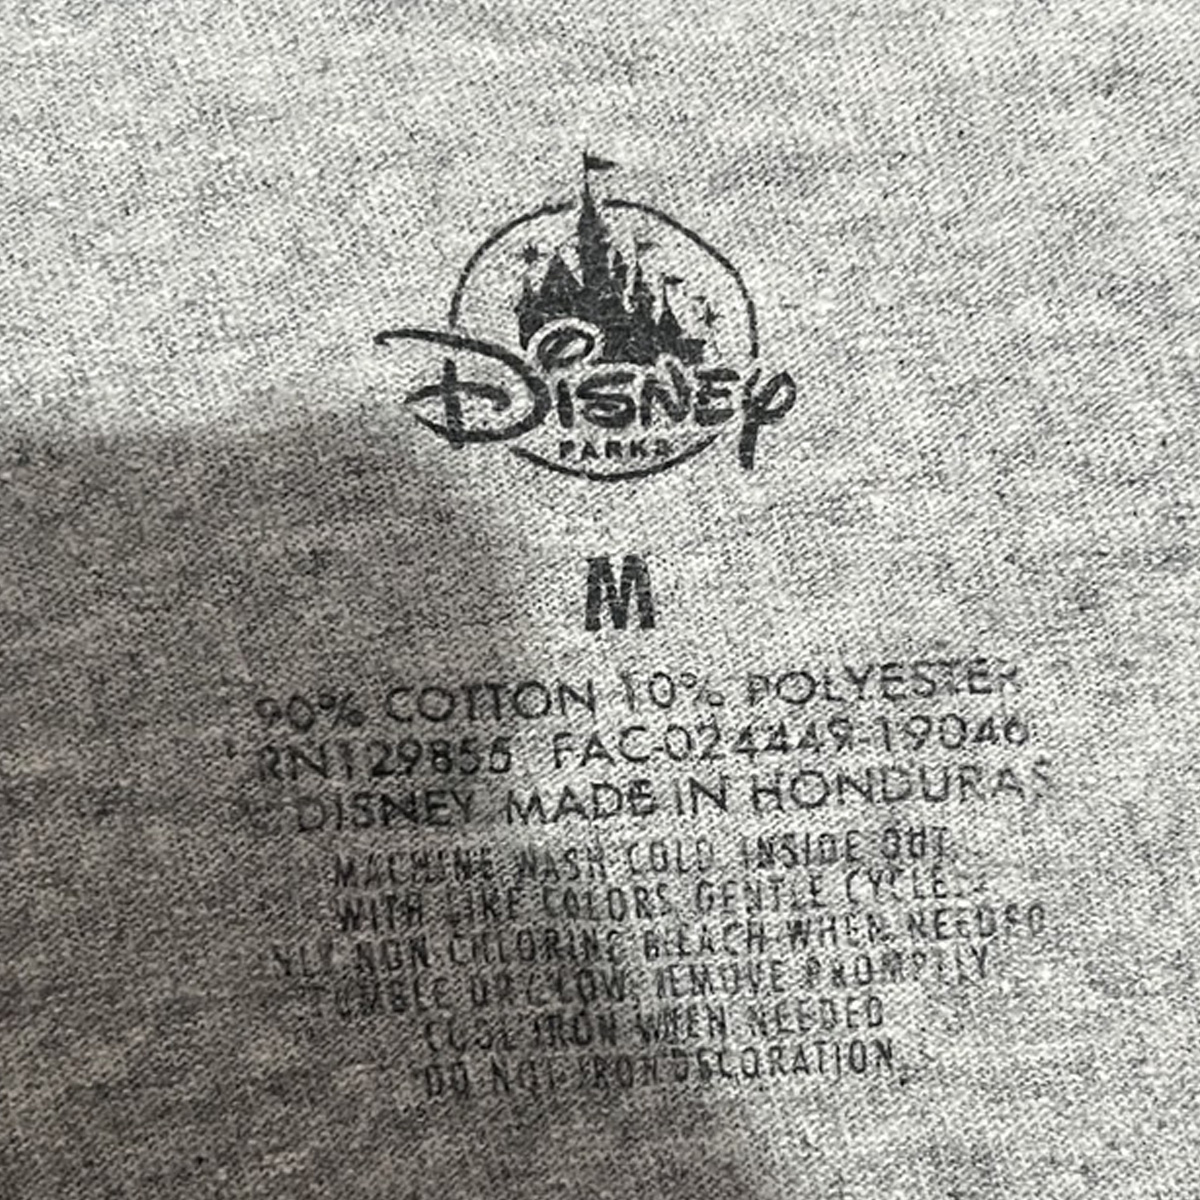 DISNEY
PARKS
M
90% COTTON 10% POLYESTER
RN129855 FAC-024449-19046
© DISNEY MADE IN HONDURAS
MACHINE WASH COLD INSIDE OUT
WITH LIKE COLORS GENTLE CYCLE
NON-CHLORINE BLEACH WHEN NEEDED
TUMBLE DRY LOW, REMOVE PROMPTLY
COOL IRON WHEN NEEDED
DO NOT IRON DECORATION